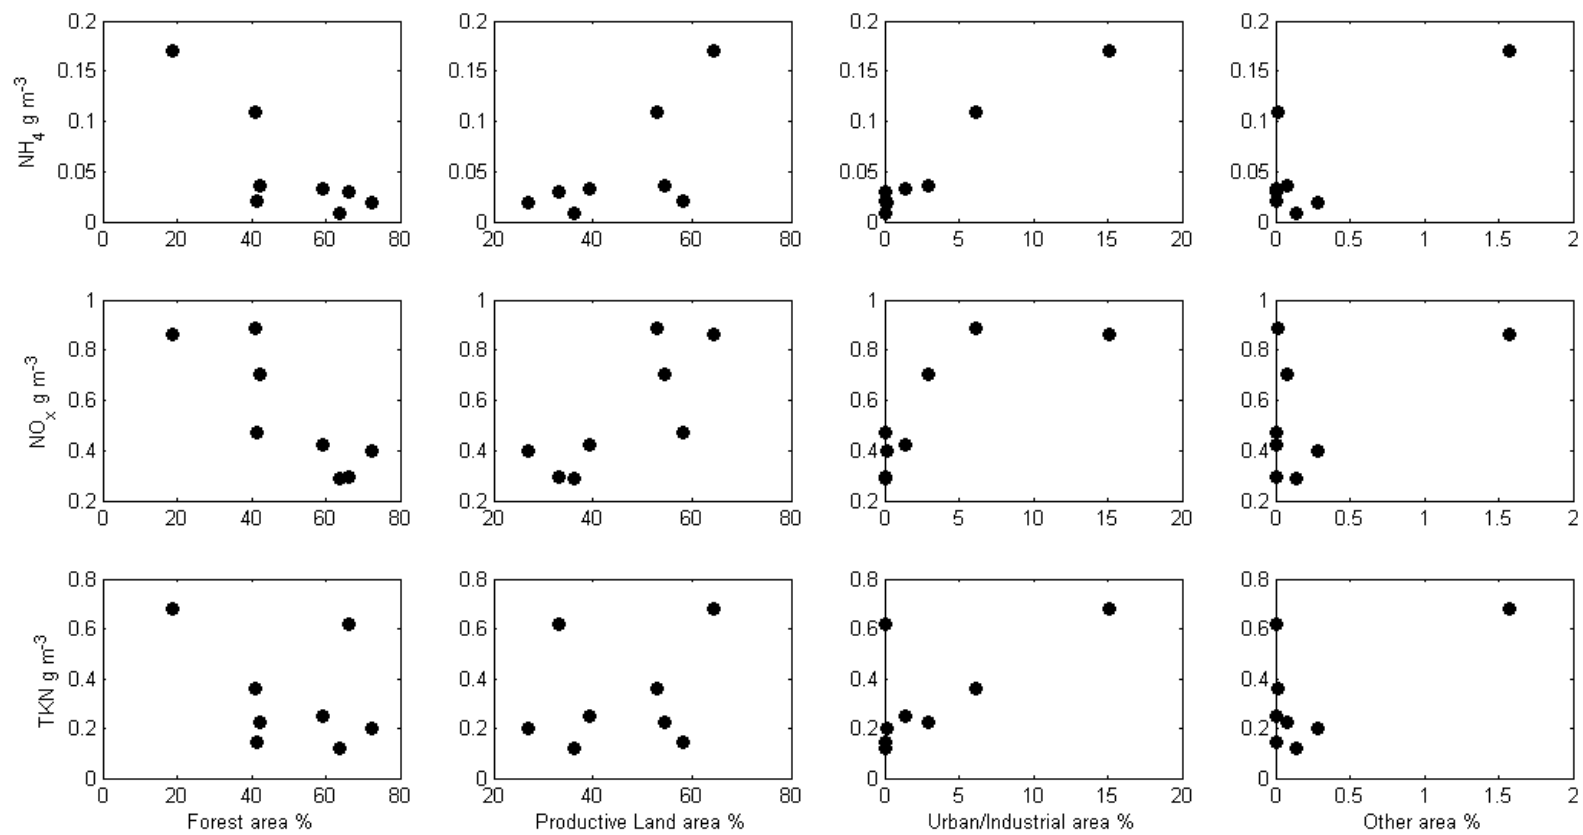 0.2 0.2 0.2 0.2
0.15 0.15 0.15 0.15
NH4 g m-3 0.1 0.1 0.1 0.1
0.05 0.05 0.05 0.05
0 0 0 0
0 20 40 60 80 20 40 60 80 0 5 10 15 20 0 0.5 1 1.5 2
1 1 1 1
0.8 0.8 0.8 0.8
NOx g m-3 0.6 0.6 0.6 0.6
0.4 0.4 0.4 0.4
0.2 0.2 0.2 0.2
0 20 40 60 80 20 40 60 80 0 5 10 15 20 0 0.5 1 1.5 2
0.8 0.8 0.8 0.8
0.6 0.6 0.6 0.6
TKN g m-3 0.4 0.4 0.4 0.4
0.2 0.2 0.2 0.2
0 0 0 0
0 20 40 60 80 20 40 60 80 0 5 10 15 20 0 0.5 1 1.5 2
Forest area % Productive Land area % Urban/Industrial area % Other area %